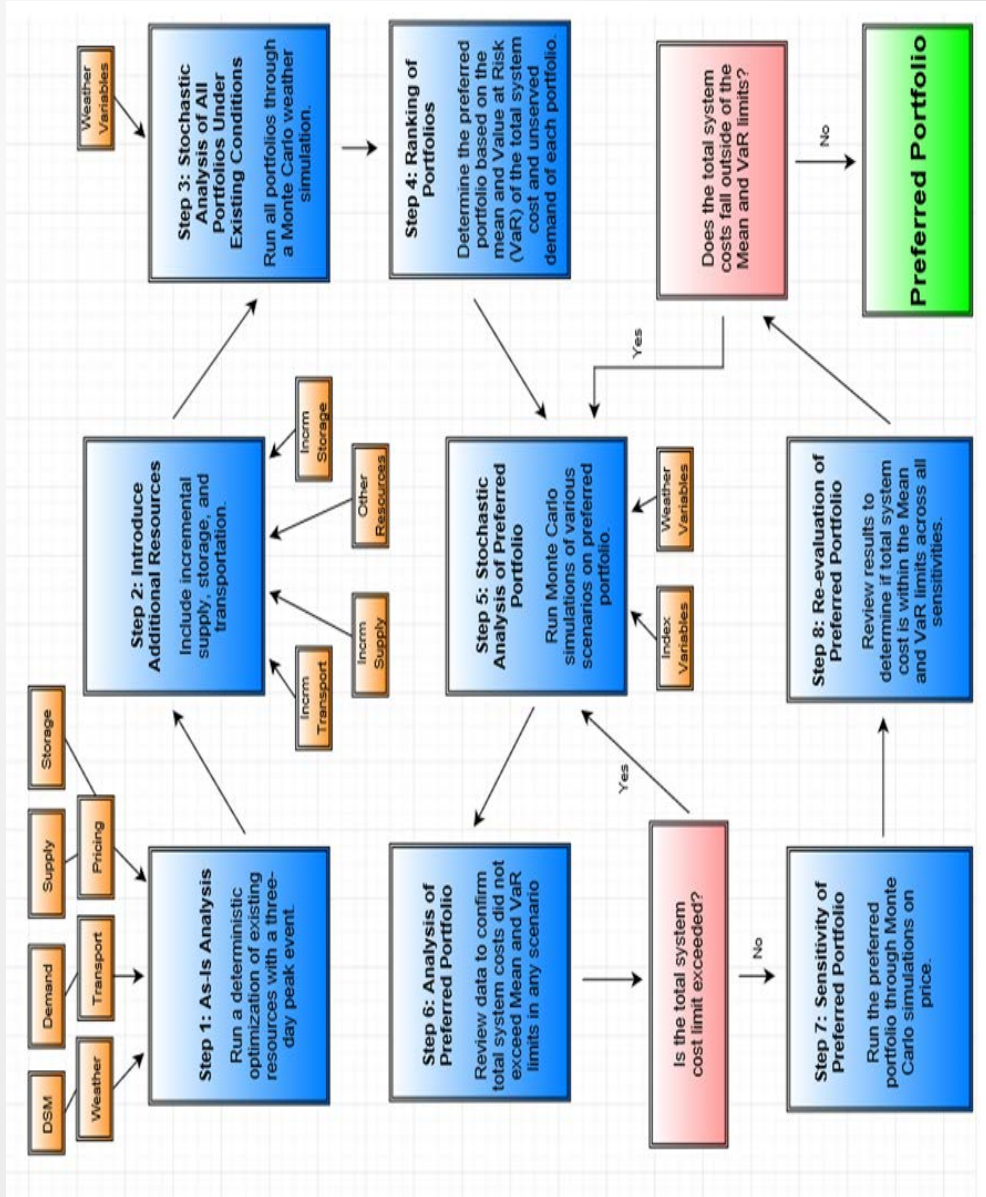 DSM
Demand
Supply
Storage
Weather
Transport
Pricing
Step 1: As-Is Analysis
Run a deterministic
optimization of existing
resources with a three-
day peak event.
Step 2: Introduce
Additional Resources
Include incremental
supply, storage, and
transportation.
Incrm
Transport
Incrm
Supply
Other
Resources
Incrm
Storage
Weather
Variables
Step 3: Stochastic
Analysis of All
Portfolios Under
Existing Conditions
Run all portfolios through
a Monte Carlo weather
simulation.
Step 4: Ranking of
Portfolios
Determine the preferred
portfolio based on the
mean and Value at Risk
(VaR) of the total system
cost and unserved
demand of each portfolio.
Step 5: Stochastic
Analysis of Preferred
Portfolio
Run Monte Carlo
simulations of various
scenarios on preferred
portfolio.
Index
Variables
Weather
Variables
Step 6: Analysis of
Preferred Portfolio
Review data to confirm
total system costs did not
exceed Mean and VaR
limits in any scenario
Is the total system
cost limit exceeded?
Yes
No
Step 7: Sensitivity of
Preferred Portfolio
Run the preferred
portfolio through Monte
Carlo simulations on
price.
Step 8: Re-evaluation of
Preferred Portfolio
Review results to
determine if total system
cost is within the Mean
and VaR limits across all
sensitivities.
Does the total system
costs fall outside of the
Mean and VaR limits?
Yes
No
Preferred Portfolio